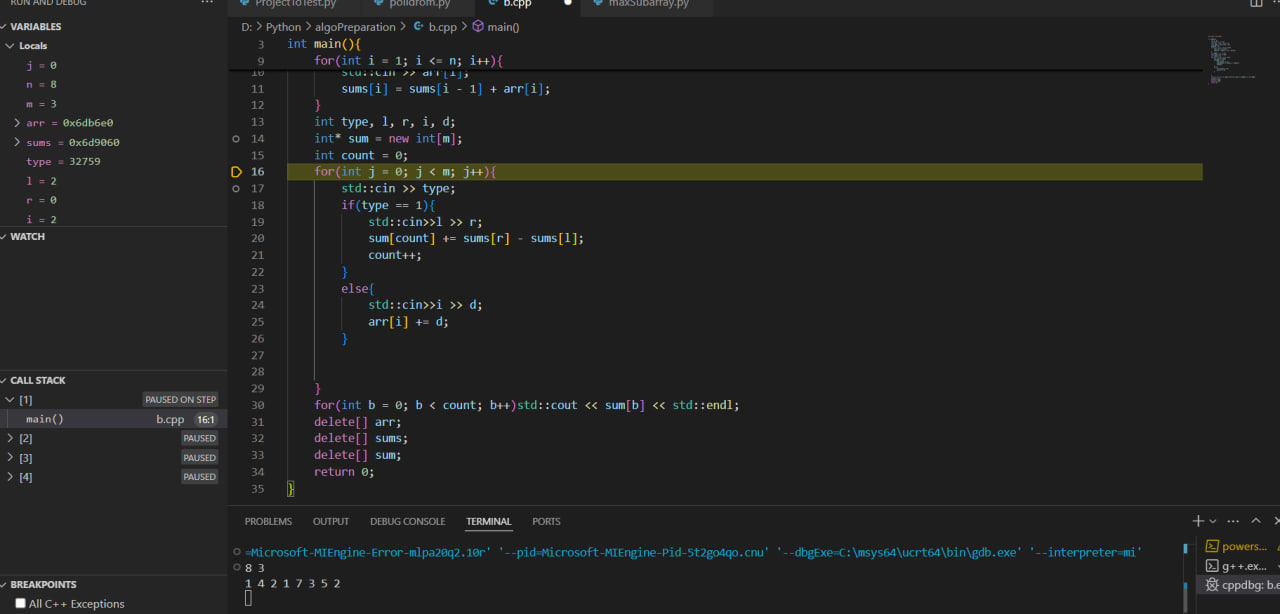 RUN AND DEBUG
···
ProjectToTest.py
polidrom.py
b.cpp
maxSubarray.py
D: > Python > algoPreparation > b.cpp > main()
VARIABLES
Locals
j = 0
n = 8
m = 3
arr = 0x6db6e0
sums = 0x6d9060
type = 32759
l = 2
r = 0
i = 2
WATCH
CALL STACK
[1] PAUSED ON STEP
main() b.cpp 16:1
[2] PAUSED
[3] PAUSED
[4] PAUSED
BREAKPOINTS
All C++ Exceptions
3 int main(){
9 for(int i = 1; i <= n; i++){
10 std::cin >> arr[i];
11 sums[i] = sums[i - 1] + arr[i];
12 }
13 int type, l, r, i, d;
14 int* sum = new int[m];
15 int count = 0;
16 for(int j = 0; j < m; j++){
17 std::cin >> type;
18 if(type == 1){
19 std::cin>>l >> r;
20 sum[count] += sums[r] - sums[l];
21 count++;
22 }
23 else{
24 std::cin>>i >> d;
25 arr[i] += d;
26 }
27
28
29 }
30 for(int b = 0; b < count; b++)std::cout << sum[b] << std::endl;
31 delete[] arr;
32 delete[] sums;
33 delete[] sum;
34 return 0;
35 }
PROBLEMS OUTPUT DEBUG CONSOLE TERMINAL PORTS
=Microsoft-MIEngine-Error-mlpa20q2.10r' '--pid=Microsoft-MIEngine-Pid-5t2go4qo.cnu' '--dbgExe=C:\msys64\ucrt64\bin\gdb.exe' '--interpreter=mi'
8 3
1 4 2 1 7 3 5 2
powers...
g++.ex...
cppdbg: b.e